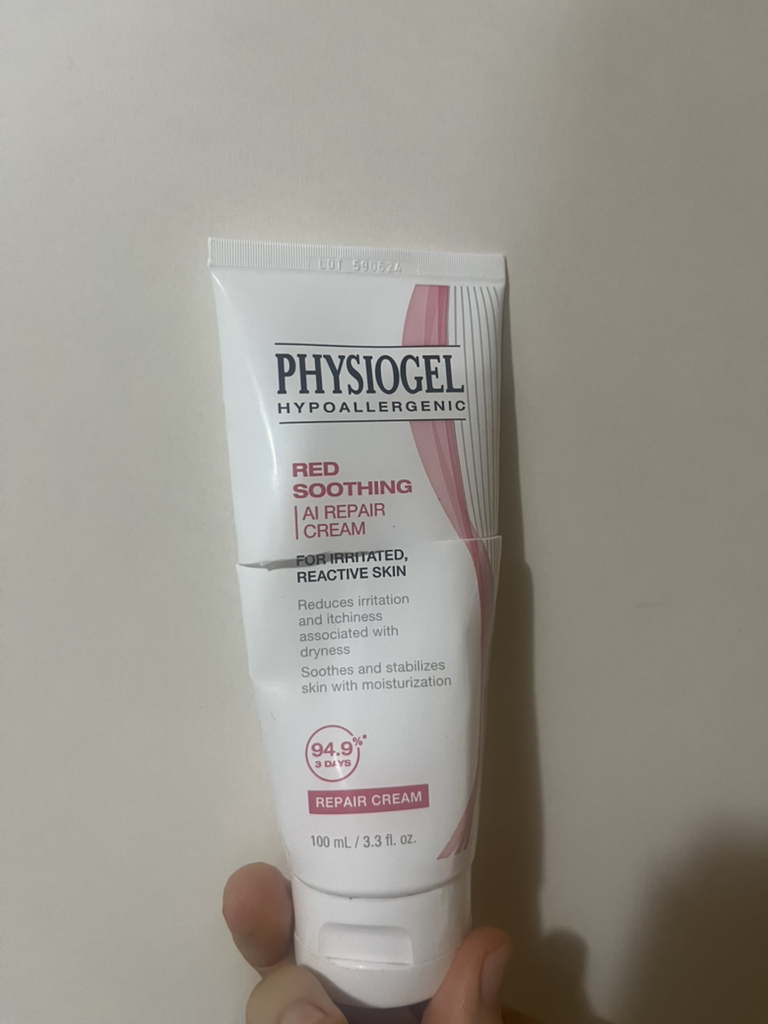 LOT 59062A
PHYSIOGEL
HYPOALLERGENIC
RED
SOOTHING
AI REPAIR
CREAM
FOR IRRITATED,
REACTIVE SKIN
Reduces irritation
and itchiness
associated with
dryness
Soothes and stabilizes
skin with moisturization
94.9%*
3 DAYS
REPAIR CREAM
100 mL / 3.3 fl. oz.